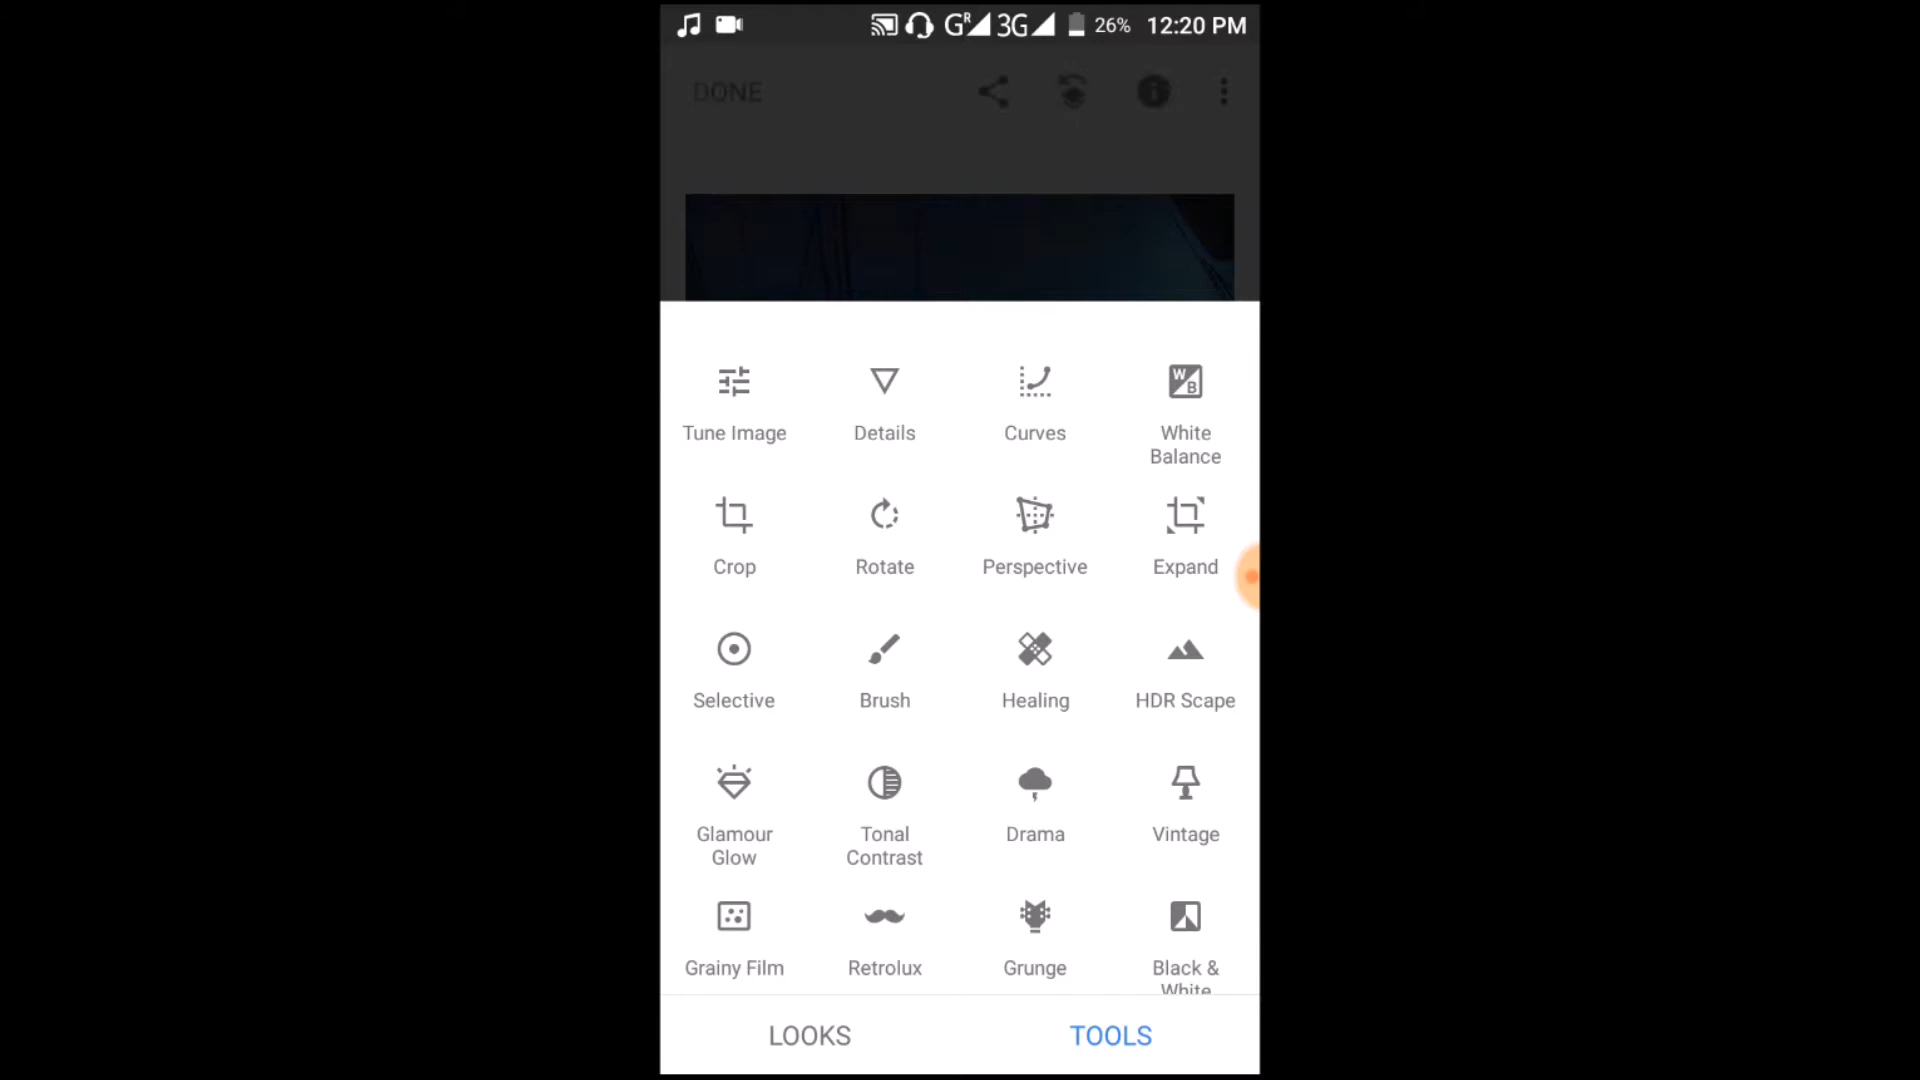 G R 3G 26% 12:20 PM
DONE
Tune Image Details Curves White
Balance
Crop Rotate Perspective Expand
Selective Brush Healing HDR Scape
Glamour Tonal Drama Vintage
Glow Contrast
Grainy Film Retrolux Grunge Black &
White
LOOKS TOOLS